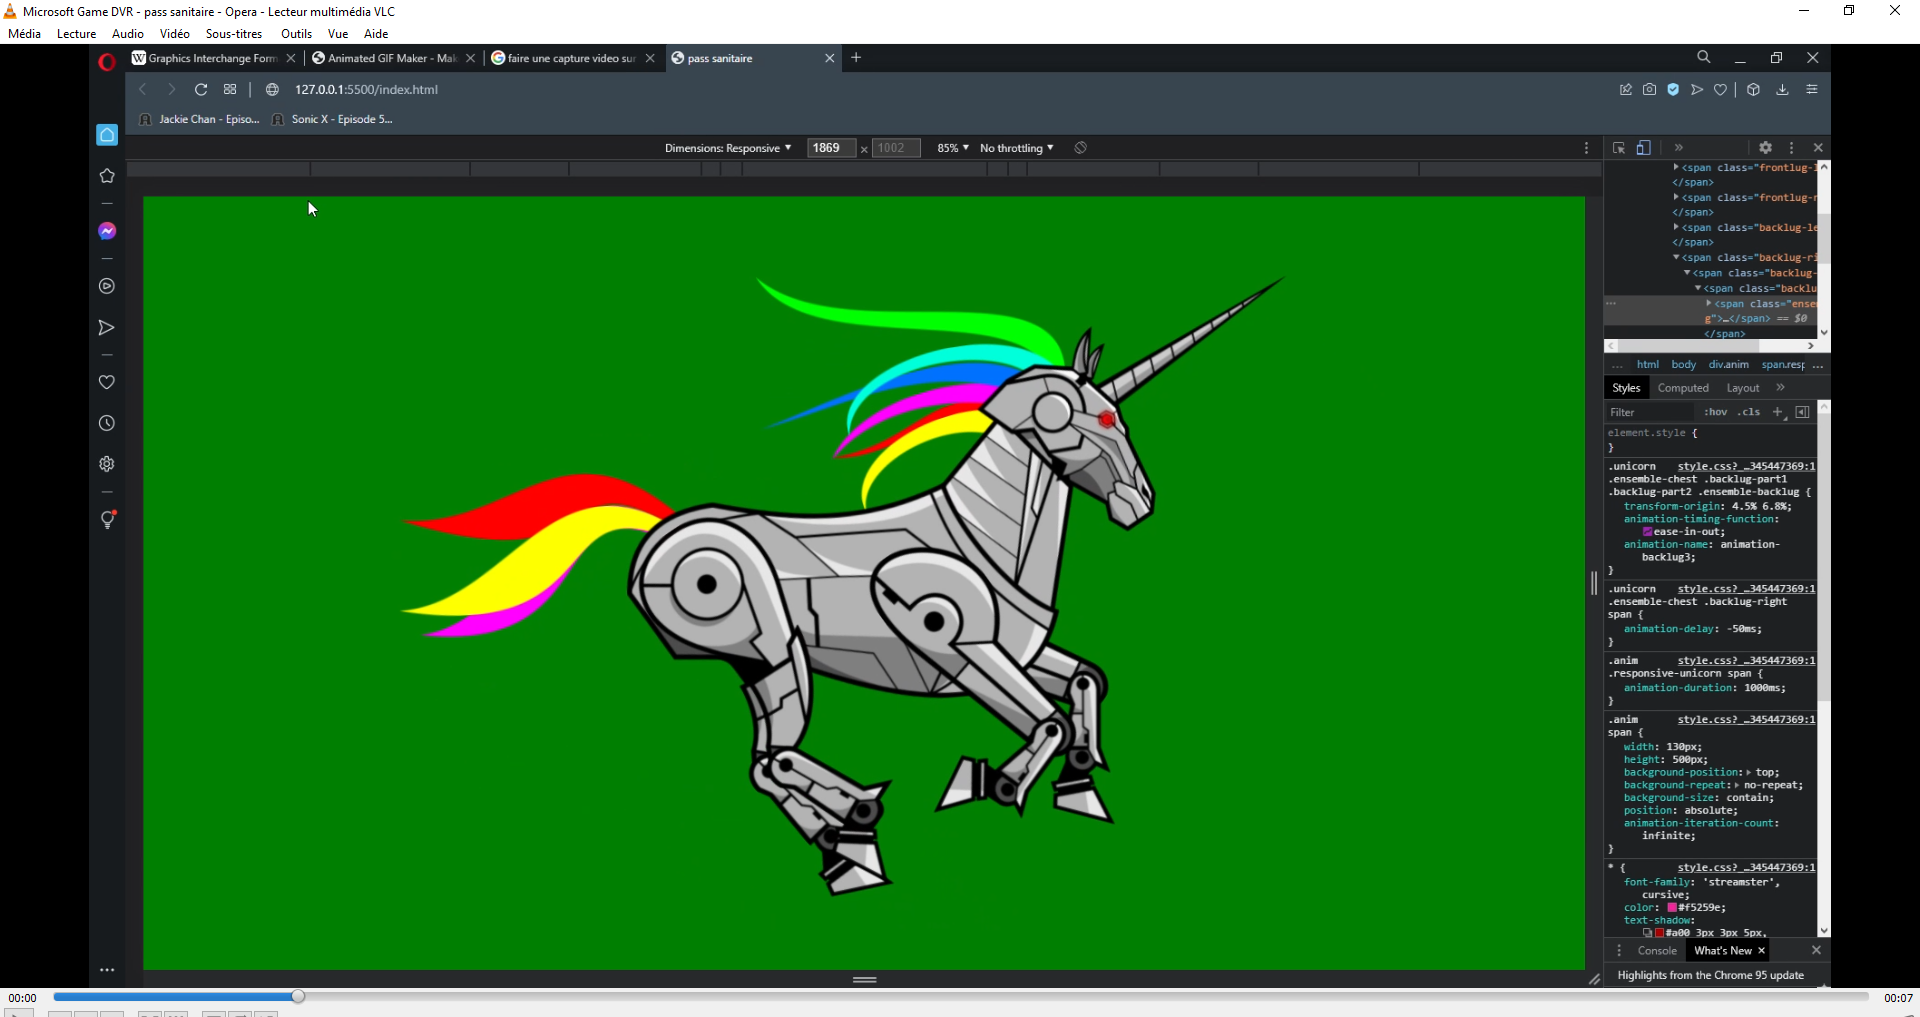 Microsoft Game DVR - pass sanitaire - Opera - Lecteur multimédia VLC
Média Lecture Audio Vidéo Sous-titres Outils Vue Aide
Graphics Interchange Form Animated GIF Maker - Mak faire une capture video sur pass sanitaire
127.0.0.1:5500/index.html
Jackie Chan - Episo... Sonic X - Episode 5...
Dimensions: Responsive 1869 x 1002 85% No throttling
<span class="frontlug-l
</span>
<span class="frontlug-r
</span>
<span class="backlug-le
</span>
<span class="backlug-ri
<span class="backlug-
<span class="backlu
<span class="ense
g">…</span> == $0
</span>
... html body div.anim span.resp ...
Styles Computed Layout
Filter :hov .cls +
element.style {
}
.unicorn style.css?_…345447369:1
.ensemble-chest .backlug-part1
.backlug-part2 .ensemble-backlug {
transform-origin: 4.5% 6.8%;
animation-timing-function:
ease-in-out;
animation-name: animation-
backlug3;
}
.unicorn style.css?_…345447369:1
.ensemble-chest .backlug-right
span {
animation-delay: -50ms;
}
.anim style.css?_…345447369:1
.responsive-unicorn span {
animation-duration: 1000ms;
}
.anim style.css?_…345447369:1
span {
width: 130px;
height: 500px;
background-position: top;
background-repeat: no-repeat;
background-size: contain;
position: absolute;
animation-iteration-count:
infinite;
}
* { style.css?_…345447369:1
font-family: 'streamster',
cursive;
color: #f5259e;
text-shadow:
#a00 3px 3px 5px,
Console What's New
Highlights from the Chrome 95 update
00:00 00:07